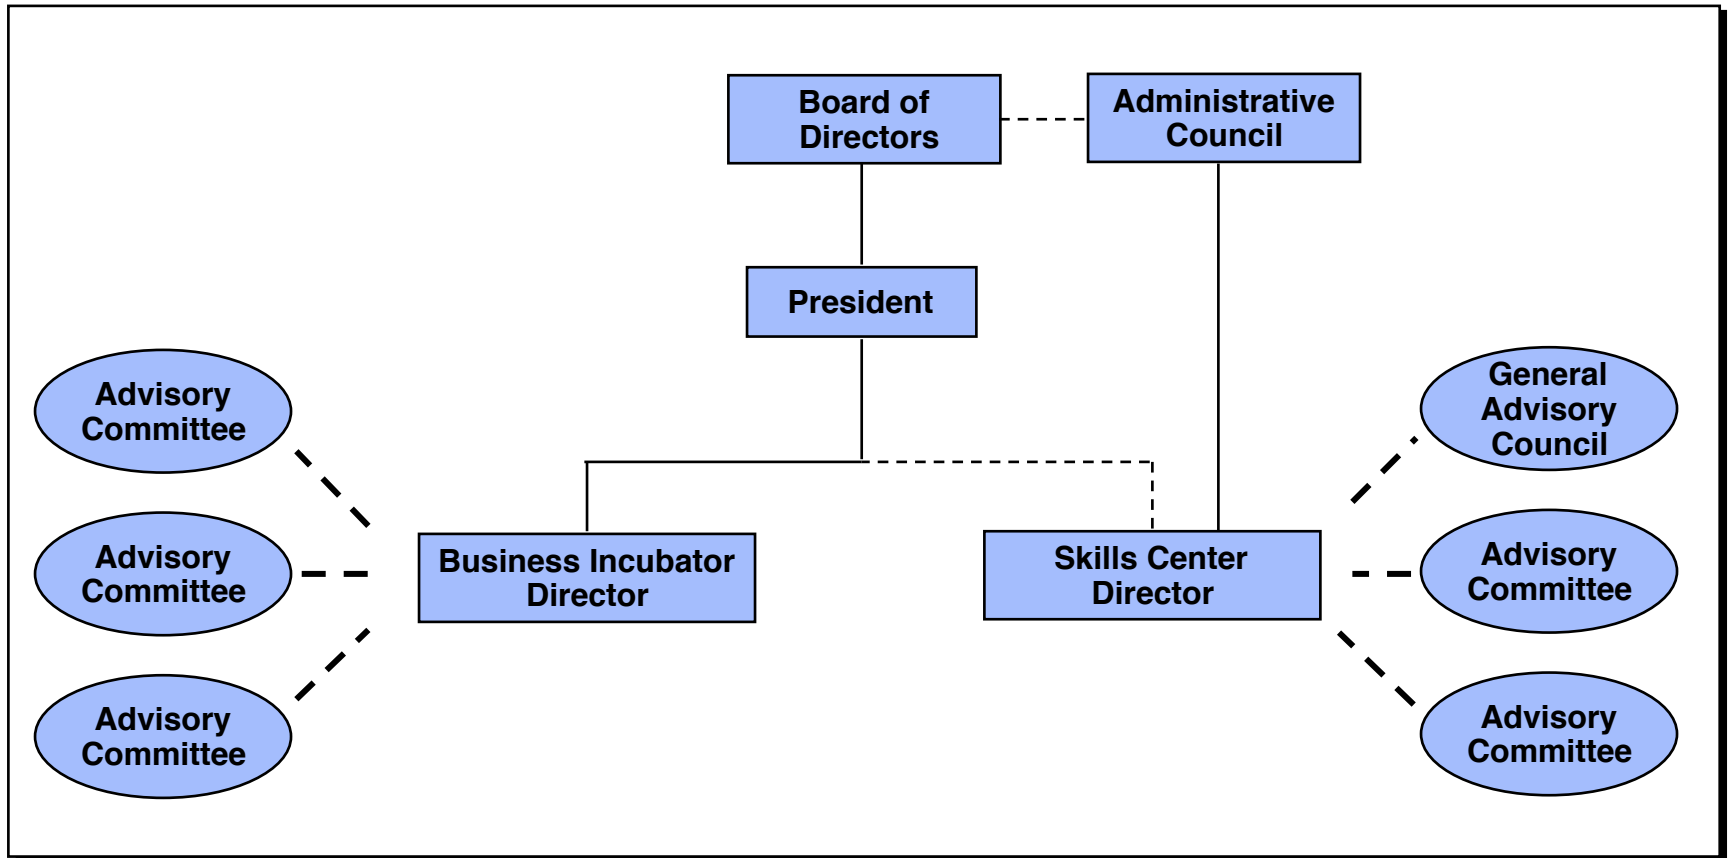 Board of
Directors
Administrative
Council
President
Advisory
Committee
General
Advisory
Council
Advisory
Committee
Business Incubator
Director
Skills Center
Director
Advisory
Committee
Advisory
Committee
Advisory
Committee